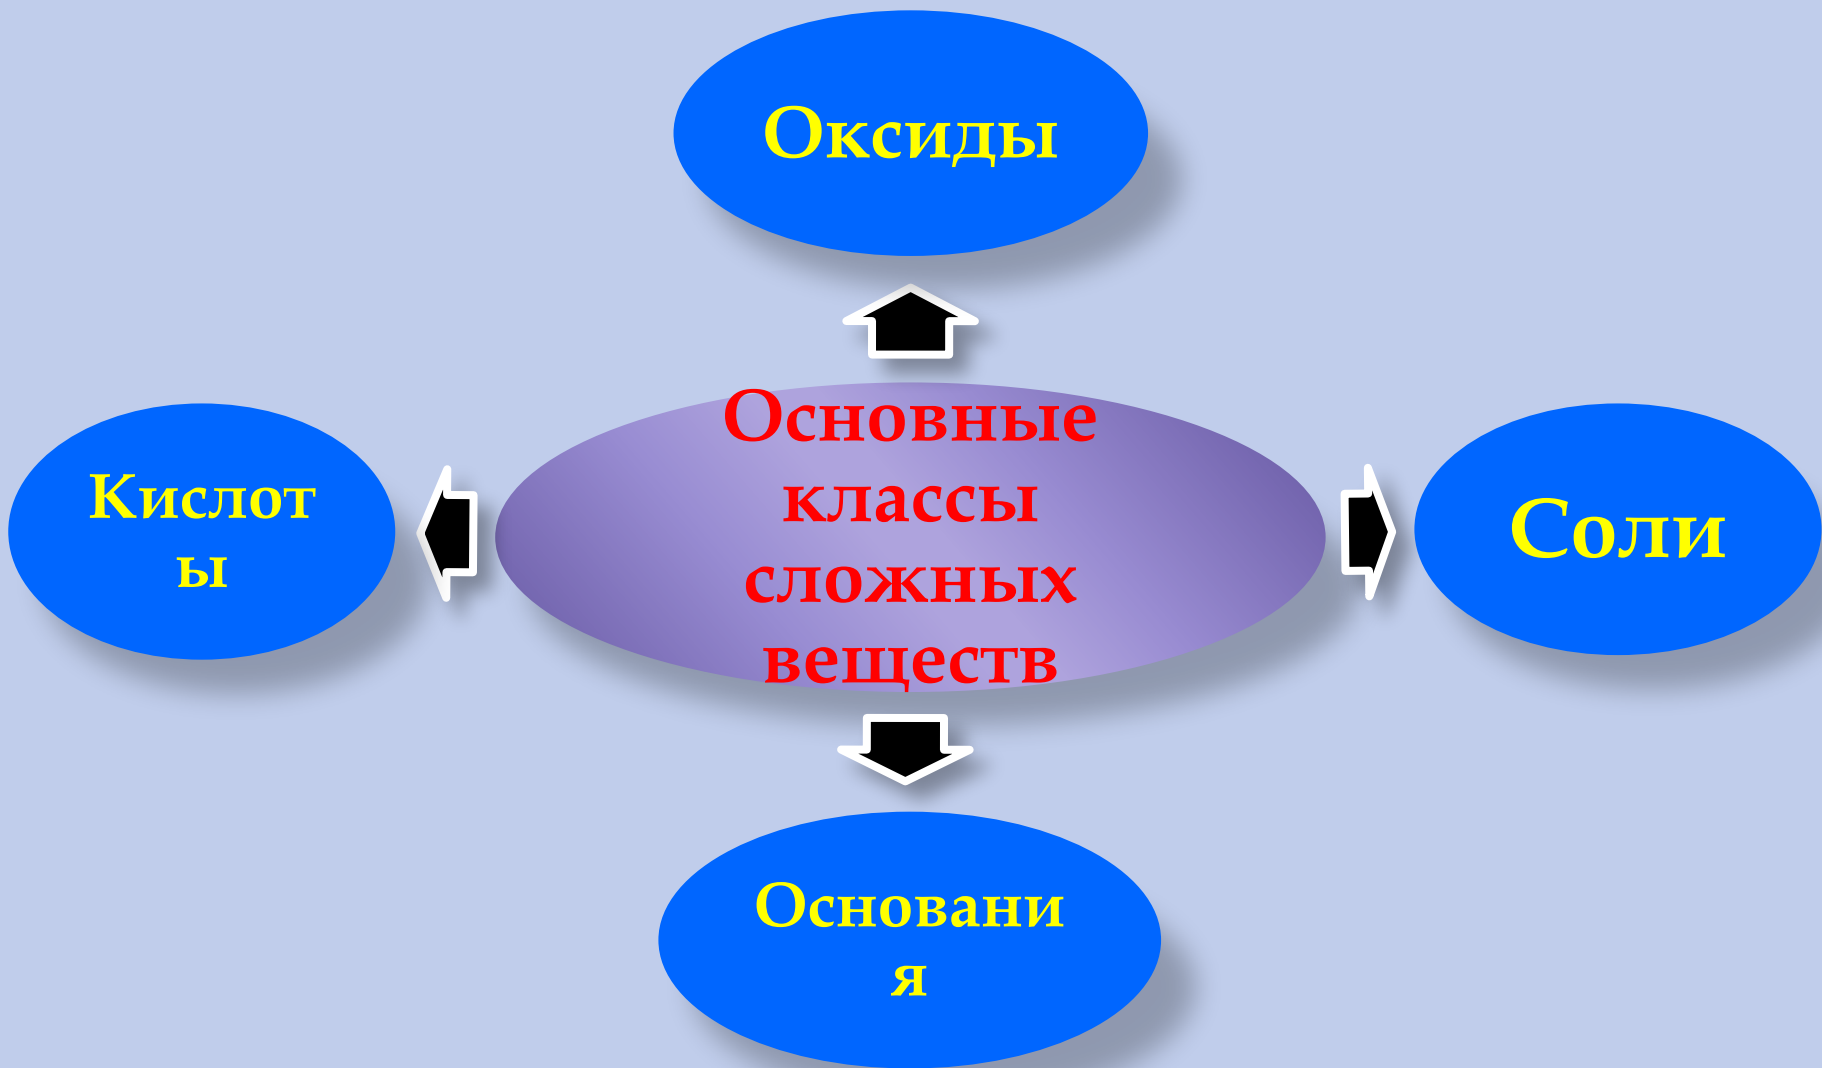 Оксиды
Основные
классы
сложных
веществ
Кислот
ы
Соли
Основани
я